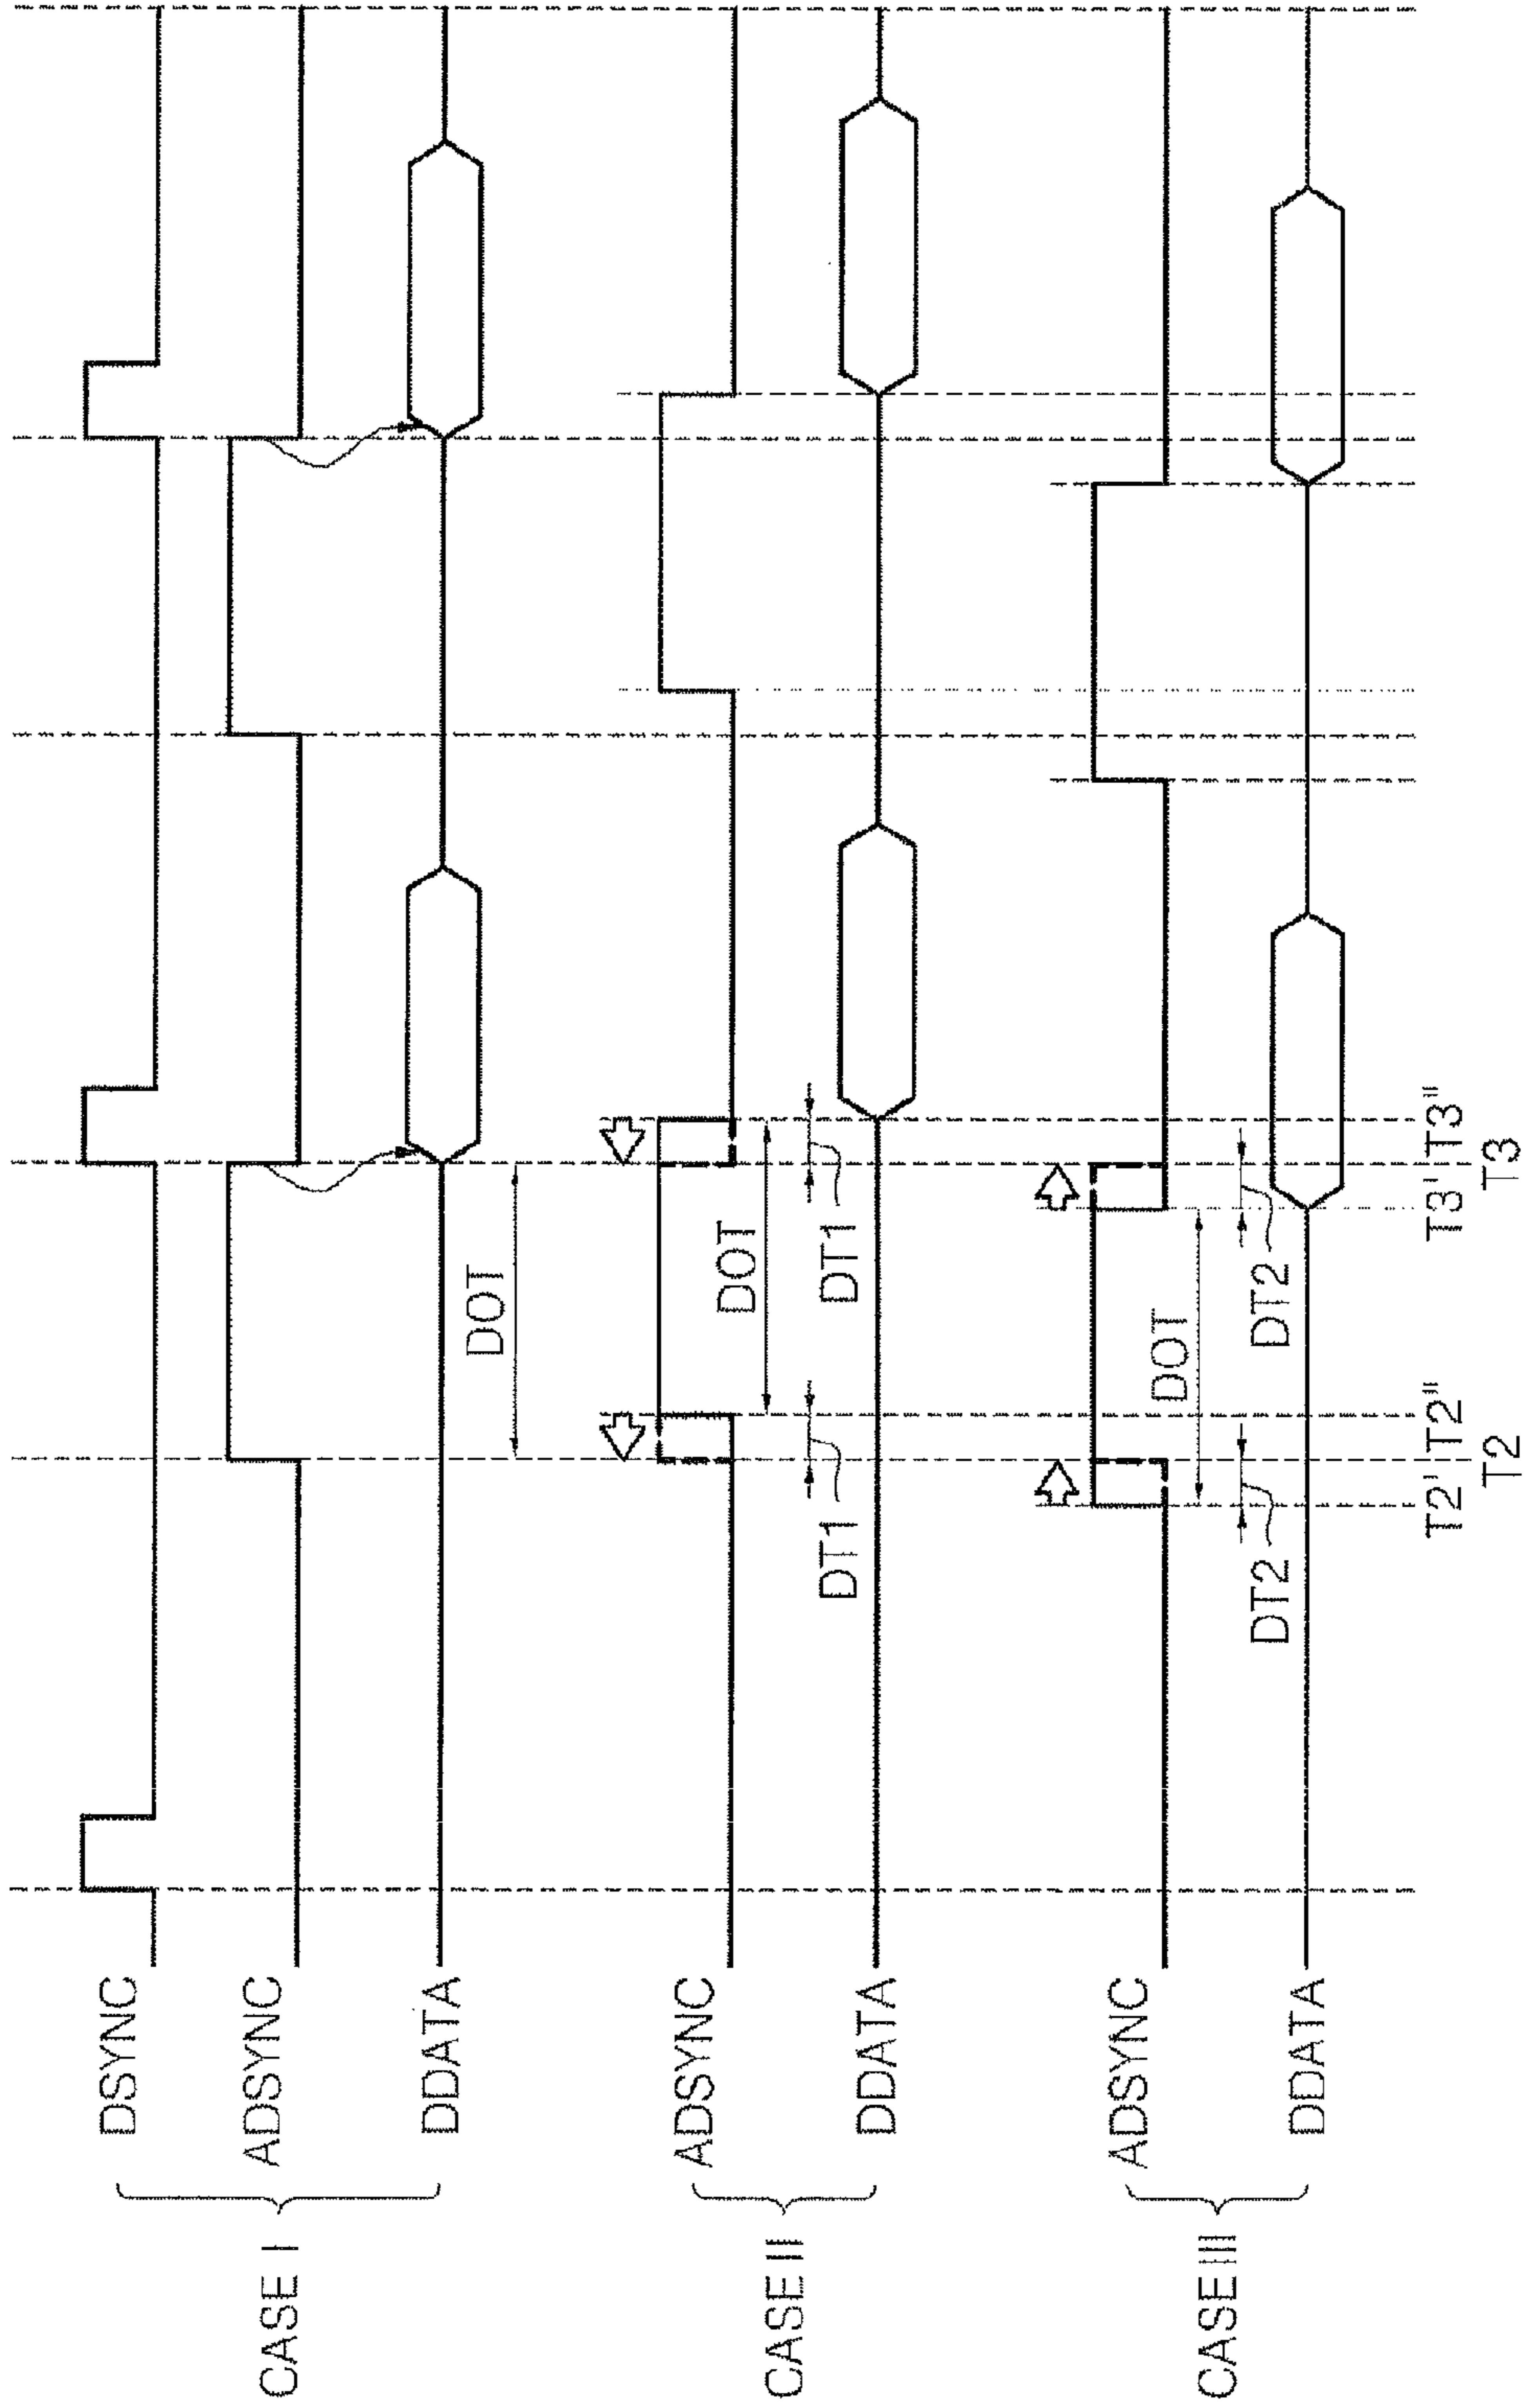 CASE I
DSYNC
ADSYNC
DDATA
DOT
CASE II
ADSYNC
DOT
DT1
DT1
DDATA
CASE III
ADSYNC
DOT
DT2
DT2
DDATA
T2' T2" T3' T3"
T2 T3